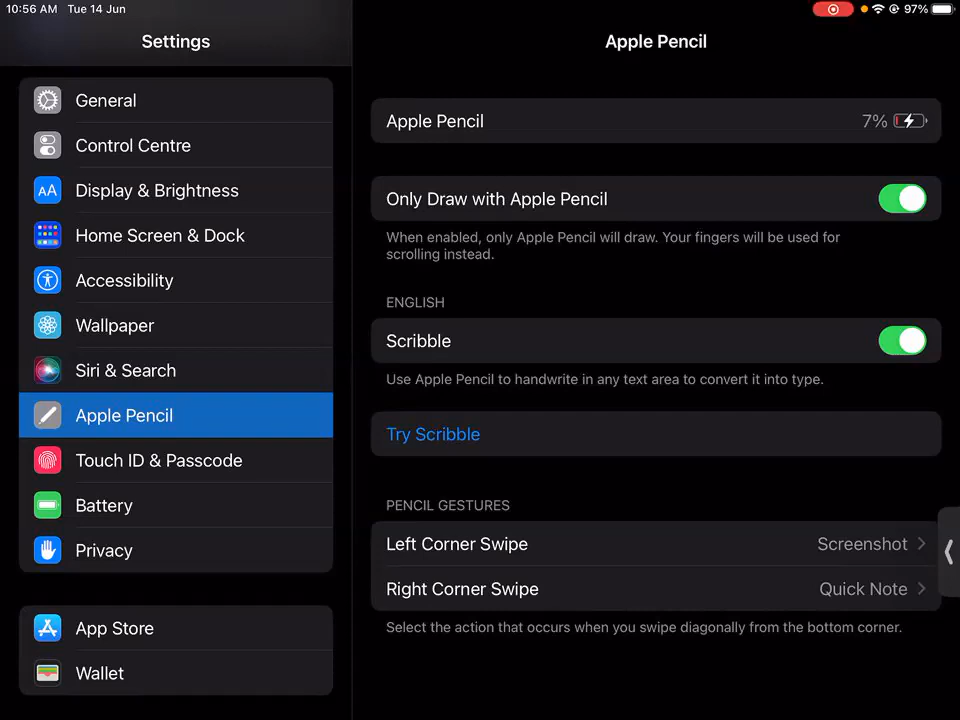 10:56 AM Tue 14 Jun
97%
Settings
General
Control Centre
AA Display & Brightness
Home Screen & Dock
Accessibility
Wallpaper
Siri & Search
Apple Pencil
Touch ID & Passcode
Battery
Privacy
App Store
Wallet
Apple Pencil
Apple Pencil 7%
Only Draw with Apple Pencil
When enabled, only Apple Pencil will draw. Your fingers will be used for
scrolling instead.
ENGLISH
Scribble
Use Apple Pencil to handwrite in any text area to convert it into type.
Try Scribble
PENCIL GESTURES
Left Corner Swipe Screenshot
Right Corner Swipe Quick Note
Select the action that occurs when you swipe diagonally from the bottom corner.